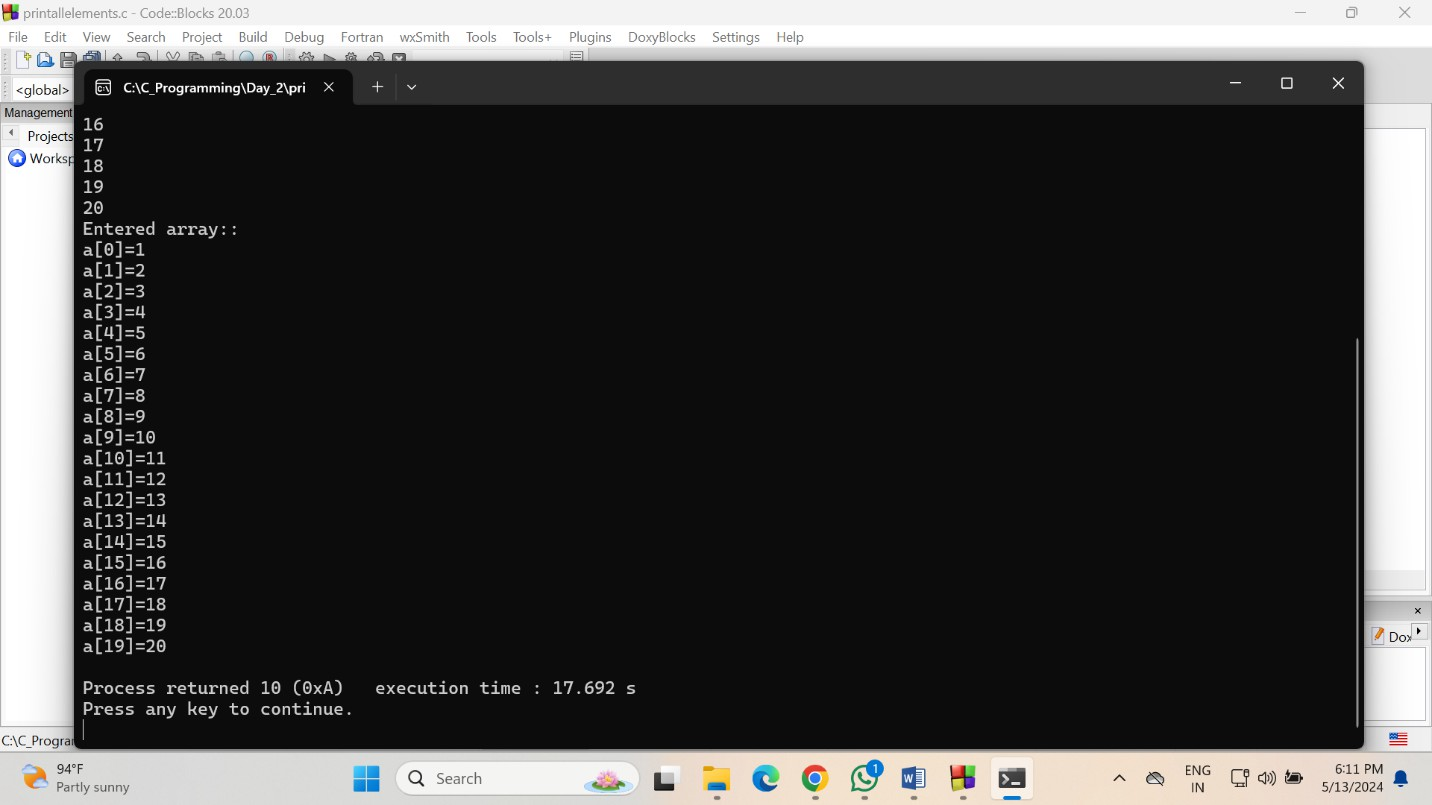 printallelements.c - Code::Blocks 20.03
File Edit View Search Project Build Debug Fortran wxSmith Tools Tools+ Plugins DoxyBlocks Settings Help
<global>
C:\C_Programming\Day_2\pri
Management
Projects
Worksp
16
17
18
19
20
Entered array::
a[0]=1
a[1]=2
a[2]=3
a[3]=4
a[4]=5
a[5]=6
a[6]=7
a[7]=8
a[8]=9
a[9]=10
a[10]=11
a[11]=12
a[12]=13
a[13]=14
a[14]=15
a[15]=16
a[16]=17
a[17]=18
a[18]=19
a[19]=20
Process returned 10 (0xA)   execution time : 17.692 s
Press any key to continue.
Dox
C:\C_Program
94°F
Partly sunny
Search
1
ENG
IN
6:11 PM
5/13/2024